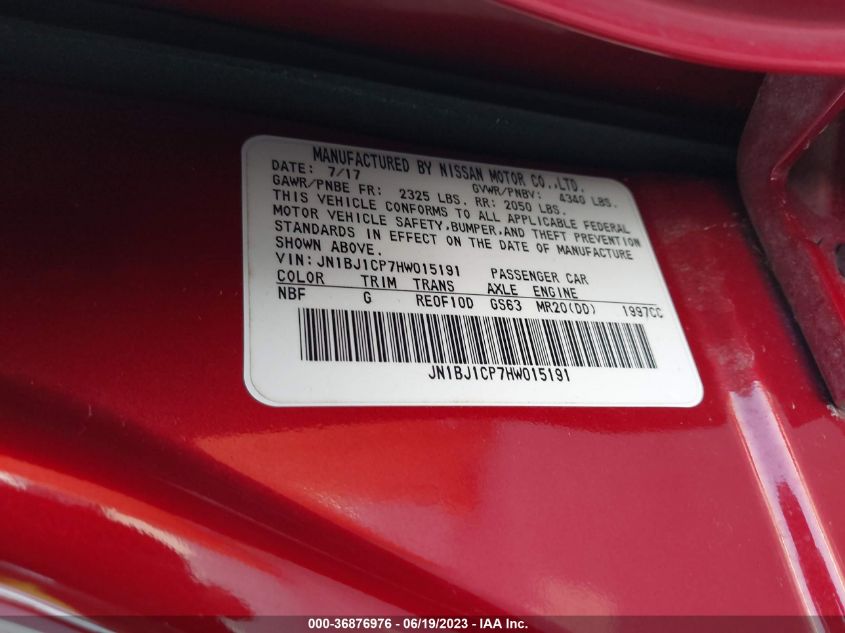 MANUFACTURED BY NISSAN MOTOR CO.,LTD.
DATE: 7/17 GVWR/PNBV: 4340 LBS.
GAWR/PNBE FR: 2325 LBS. RR: 2050 LBS.
THIS VEHICLE CONFORMS TO ALL APPLICABLE FEDERAL
MOTOR VEHICLE SAFETY,BUMPER,AND THEFT PREVENTION
STANDARDS IN EFFECT ON THE DATE OF MANUFACTURE
SHOWN ABOVE.
VIN: JN1BJ1CP7HW015191 PASSENGER CAR
COLOR TRIM TRANS AXLE ENGINE
NBF G RE0F10D GS63 MR20(DD) 1997CC
JN1BJ1CP7HW015191
000-36876976 / 06/19/2023 - IAA Inc.